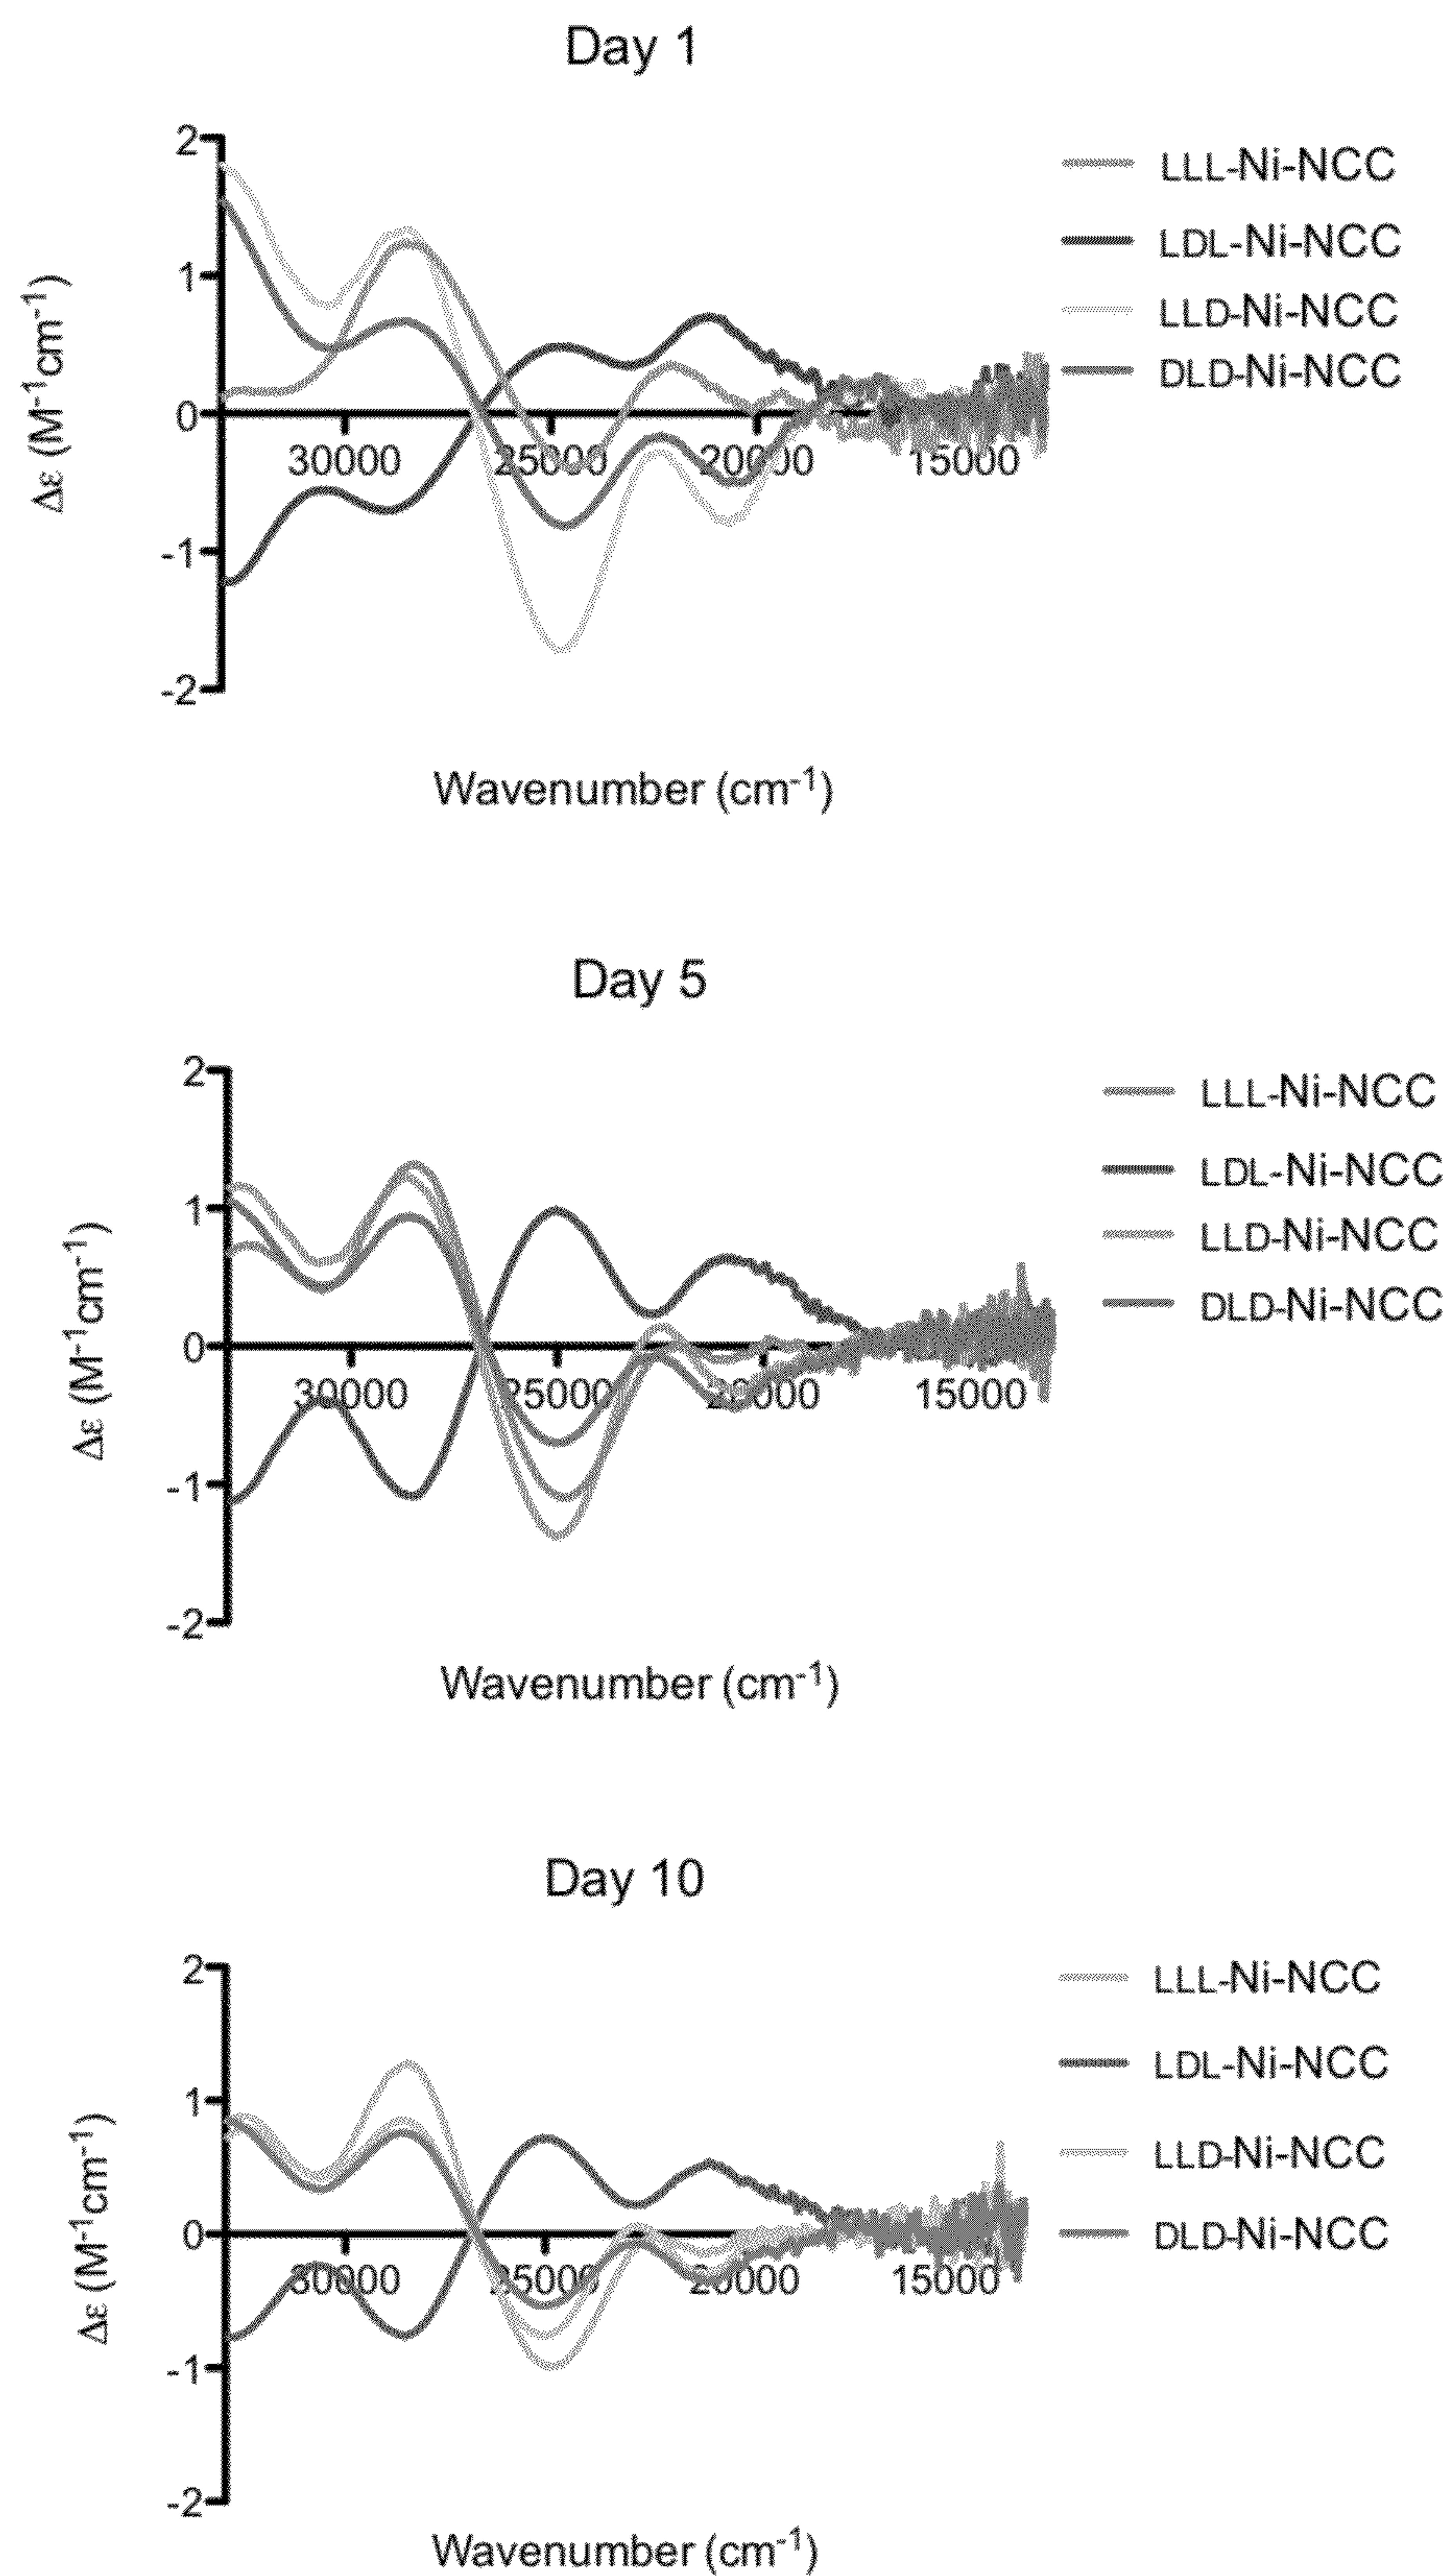 Day 1
2
1
0
-1
-2
30000
25000
20000
15000
Δε (M⁻¹cm⁻¹)
Wavenumber (cm⁻¹)
LLL-Ni-NCC
LDL-Ni-NCC
LLD-Ni-NCC
DLD-Ni-NCC
Day 5
2
1
0
-1
-2
30000
25000
20000
15000
Δε (M⁻¹cm⁻¹)
Wavenumber (cm⁻¹)
LLL-Ni-NCC
LDL-Ni-NCC
LLD-Ni-NCC
DLD-Ni-NCC
Day 10
2
1
0
-1
-2
30000
25000
20000
15000
Δε (M⁻¹cm⁻¹)
Wavenumber (cm⁻¹)
LLL-Ni-NCC
LDL-Ni-NCC
LLD-Ni-NCC
DLD-Ni-NCC